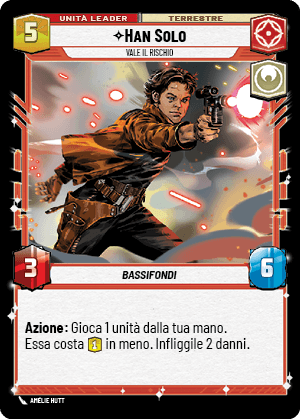 5
UNITÀ LEADER
TERRESTRE
HAN SOLO
VALE IL RISCHIO
3
BASSIFONDI
6
Azione: Gioca 1 unità dalla tua mano.
Essa costa 1 in meno. Infliggile 2 danni.
AMÉLIE HUTT